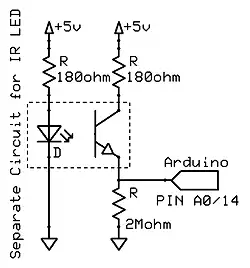 Separate Circuit for IR LED
+5v
+5v
R
180ohm
R
180ohm
D
Arduino
PIN A0/14
R
2Mohm